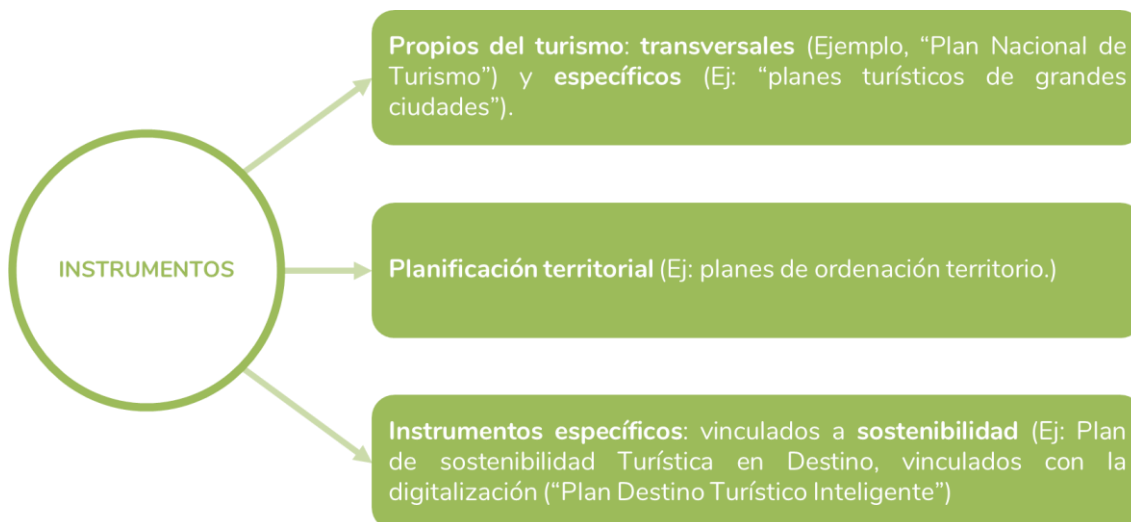 Propios del turismo: transversales (Ejemplo, “Plan Nacional de
Turismo”) y específicos (Ej: “planes turísticos de grandes
ciudades”).
INSTRUMENTOS
Planificación territorial (Ej: planes de ordenación territorio.)
Instrumentos específicos: vinculados a sostenibilidad (Ej: Plan
de sostenibilidad Turística en Destino, vinculados con la
digitalización (“Plan Destino Turístico Inteligente”)